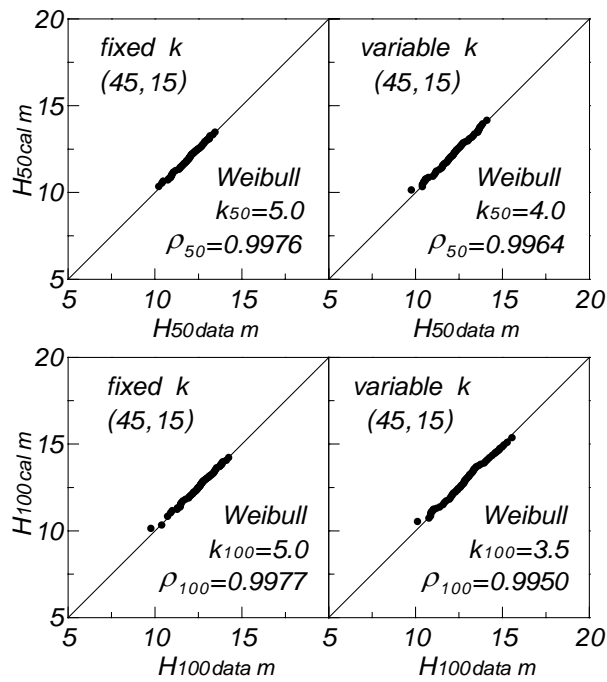 20
15
10
5
H50cal m
fixed k
(45,15)
Weibull
k50=5.0
ρ50=0.9976
variable k
(45,15)
Weibull
k50=4.0
ρ50=0.9964
5 10 15 5 10 15 20
H50data m H50data m
20
15
10
5
H100cal m
fixed k
(45,15)
Weibull
k100=5.0
ρ100=0.9977
variable k
(45,15)
Weibull
k100=3.5
ρ100=0.9950
5 10 15 5 10 15 20
H100data m H100data m